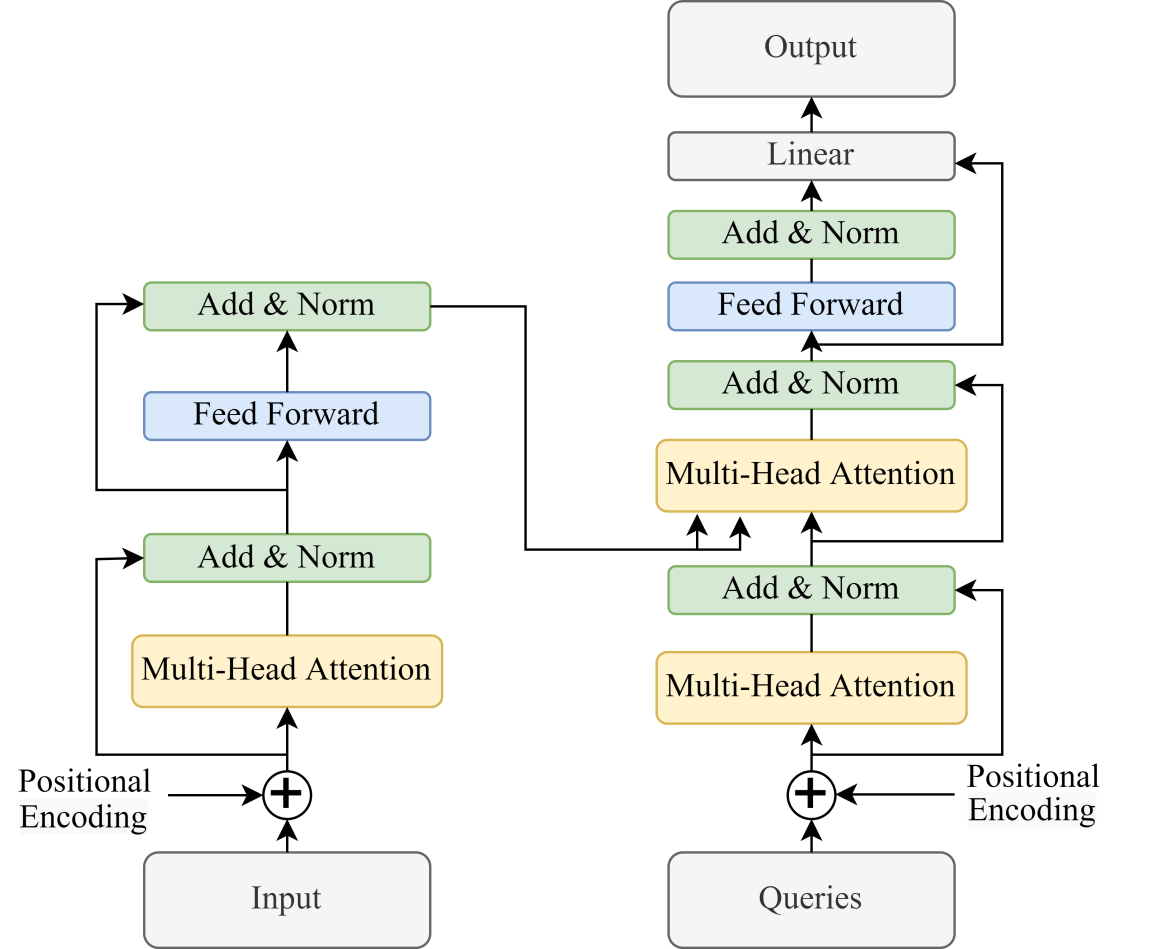 Output
Linear
Add & Norm
Feed Forward
Add & Norm
Multi-Head Attention
Add & Norm
Multi-Head Attention
Positional
Encoding
Queries
Add & Norm
Feed Forward
Add & Norm
Multi-Head Attention
Positional
Encoding
Input